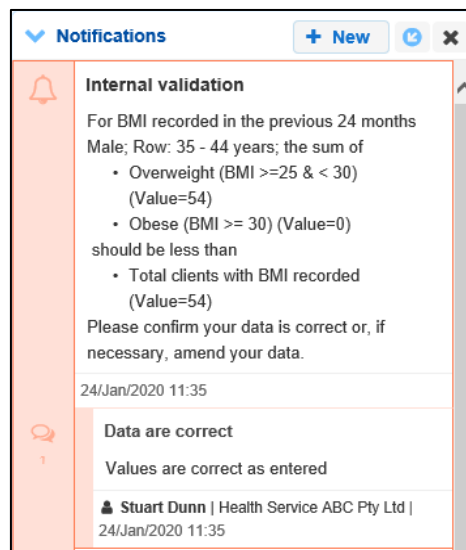 Notifications
+ New
Internal validation
For BMI recorded in the previous 24 months
Male; Row: 35 - 44 years; the sum of
• Overweight (BMI >=25 & < 30)
(Value=54)
• Obese (BMI >= 30) (Value=0)
should be less than
• Total clients with BMI recorded
(Value=54)
Please confirm your data is correct or, if
necessary, amend your data.
24/Jan/2020 11:35
1
Data are correct
Values are correct as entered
Stuart Dunn | Health Service ABC Pty Ltd |
24/Jan/2020 11:35